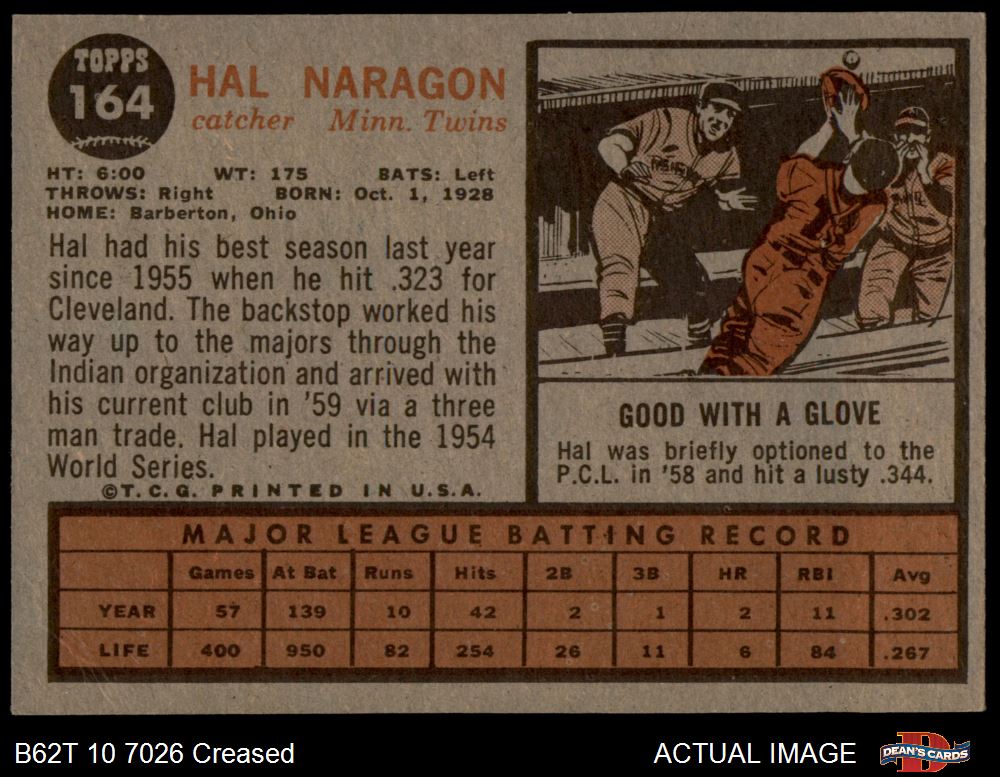 TOPPS
164
HAL NARAGON
catcher Minn. Twins
HT: 6:00 WT: 175 BATS: Left
THROWS: Right BORN: Oct. 1, 1928
HOME: Barberton, Ohio
Hal had his best season last year
since 1955 when he hit .323 for
Cleveland. The backstop worked his
way up to the majors through the
Indian organization and arrived with
his current club in '59 via a three
man trade. Hal played in the 1954
World Series.
©T.C.G. PRINTED IN U.S.A.
GOOD WITH A GLOVE
Hal was briefly optioned to the
P.C.L. in '58 and hit a lusty .344.
MAJOR LEAGUE BATTING RECORD
Games At Bat Runs Hits 2B 3B HR RBI Avg
YEAR 57 139 10 42 2 1 2 11 .302
LIFE 400 950 82 254 26 11 6 84 .267
B62T 10 7026 Creased
ACTUAL IMAGE
DEAN'S CARDS